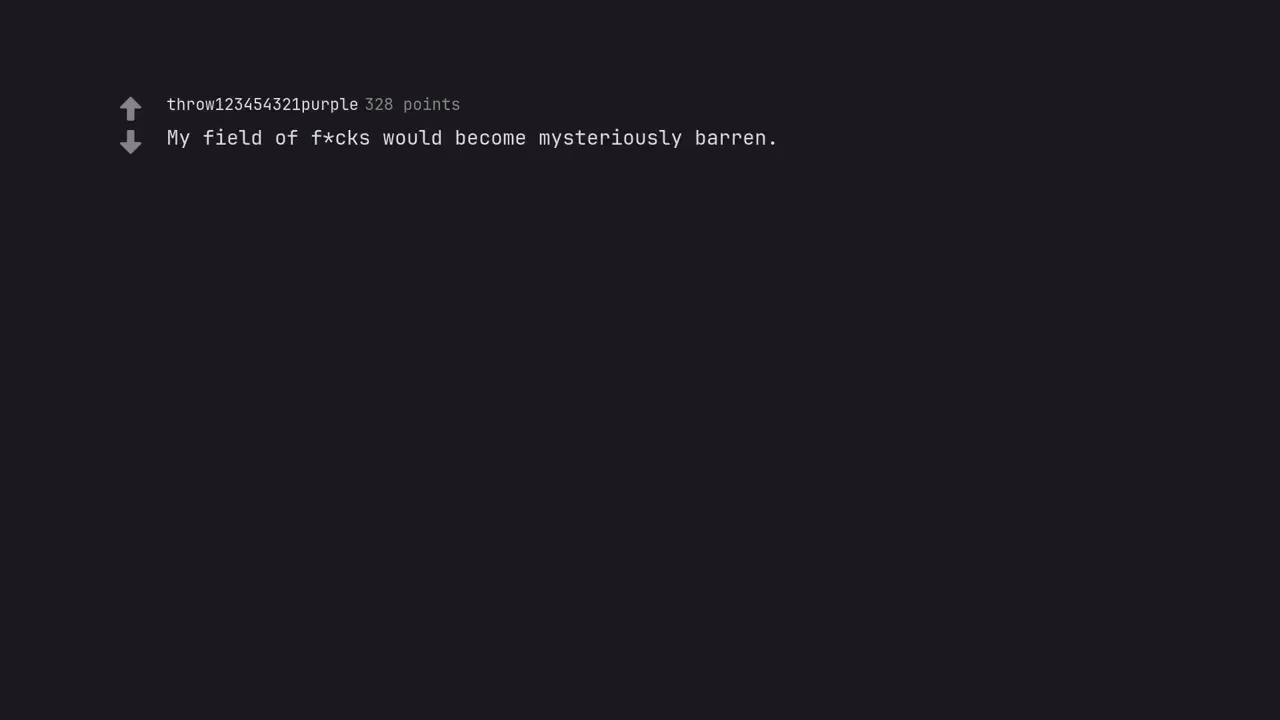 throw123454321purple 328 points
My field of f*cks would become mysteriously barren.